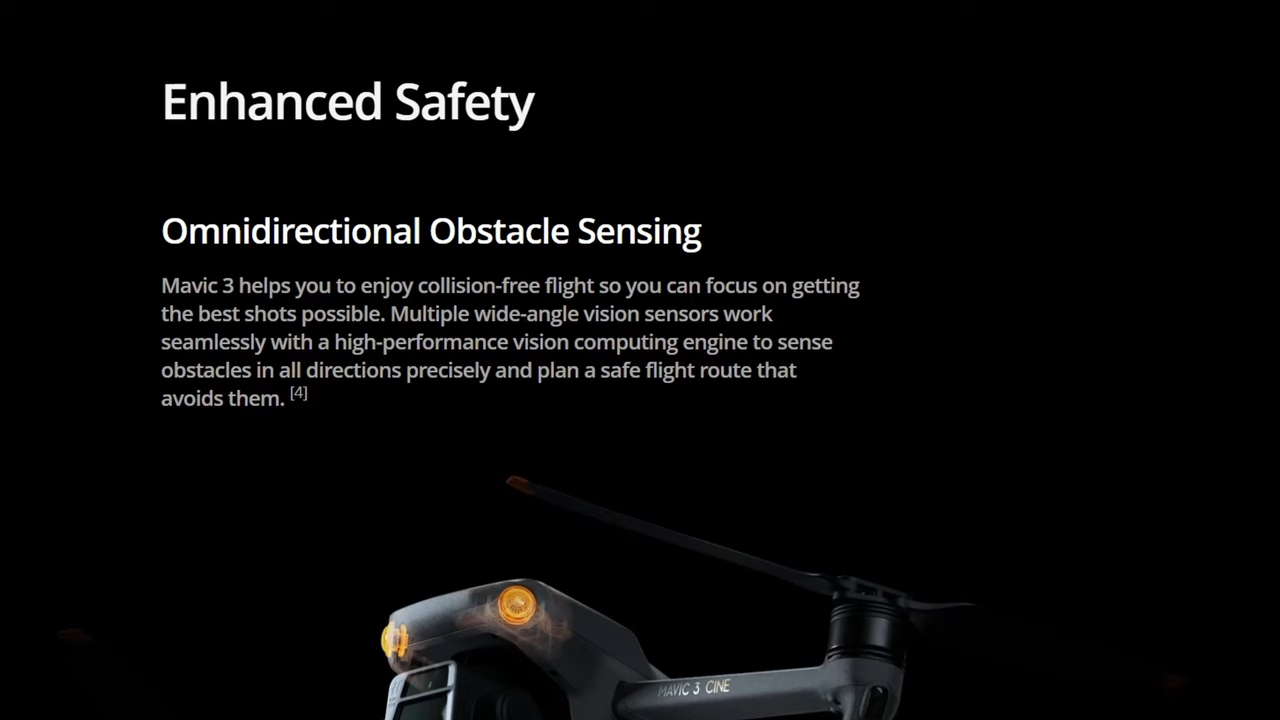 Enhanced Safety
Omnidirectional Obstacle Sensing
Mavic 3 helps you to enjoy collision-free flight so you can focus on getting
the best shots possible. Multiple wide-angle vision sensors work
seamlessly with a high-performance vision computing engine to sense
obstacles in all directions precisely and plan a safe flight route that
avoids them. [4]
MAVIC 3 CINE